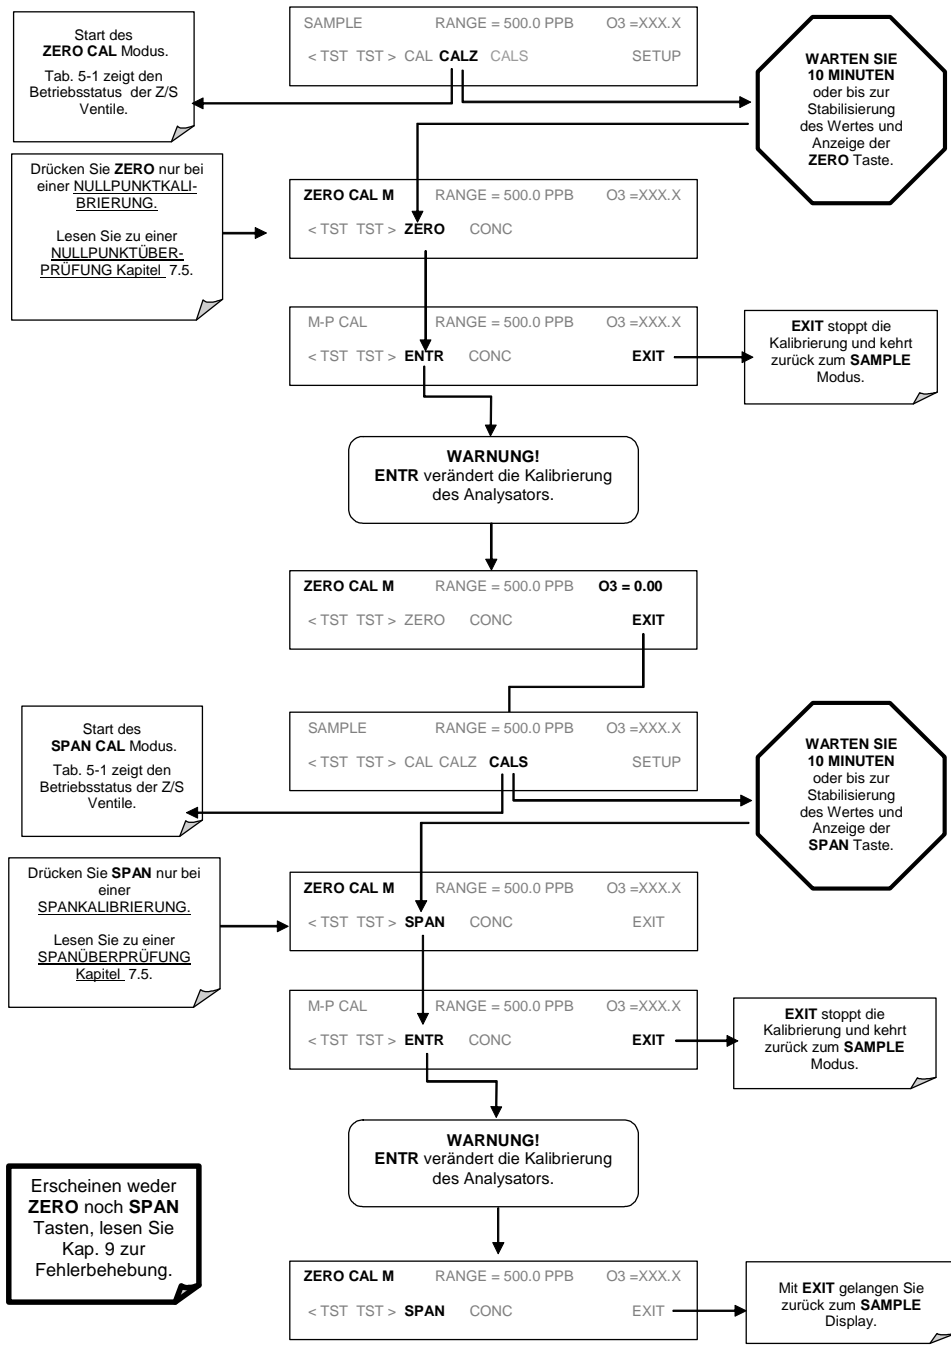 Start des
ZERO CAL Modus.
Tab. 5-1 zeigt den
Betriebsstatus der Z/S
Ventile.
SAMPLE RANGE = 500.0 PPB O3 =XXX.X
< TST TST > CAL CALZ CALS SETUP
WARTEN SIE
10 MINUTEN
oder bis zur
Stabilisierung
des Wertes und
Anzeige der
ZERO Taste.
Drücken Sie ZERO nur bei
einer NULLPUNKTKALI-
BRIERUNG.
Lesen Sie zu einer
NULLPUNKTÜBER-
PRÜFUNG Kapitel 7.5.
ZERO CAL M RANGE = 500.0 PPB O3 =XXX.X
< TST TST > ZERO CONC
M-P CAL RANGE = 500.0 PPB O3 =XXX.X
< TST TST > ENTR CONC EXIT
EXIT stoppt die
Kalibrierung und kehrt
zurück zum SAMPLE
Modus.
WARNUNG!
ENTR verändert die Kalibrierung
des Analysators.
ZERO CAL M RANGE = 500.0 PPB O3 = 0.00
< TST TST > ZERO CONC EXIT
Start des
SPAN CAL Modus.
Tab. 5-1 zeigt den
Betriebsstatus der Z/S
Ventile.
SAMPLE RANGE = 500.0 PPB O3 =XXX.X
< TST TST > CAL CALZ CALS SETUP
WARTEN SIE
10 MINUTEN
oder bis zur
Stabilisierung
des Wertes und
Anzeige der
SPAN Taste.
Drücken Sie SPAN nur bei
einer
SPANKALIBRIERUNG.
Lesen Sie zu einer
SPANÜBERPRÜFUNG
Kapitel 7.5.
ZERO CAL M RANGE = 500.0 PPB O3 =XXX.X
< TST TST > SPAN CONC EXIT
M-P CAL RANGE = 500.0 PPB O3 =XXX.X
< TST TST > ENTR CONC EXIT
EXIT stoppt die
Kalibrierung und kehrt
zurück zum SAMPLE
Modus.
WARNUNG!
ENTR verändert die Kalibrierung
des Analysators.
Erscheinen weder
ZERO noch SPAN
Tasten, lesen Sie
Kap. 9 zur
Fehlerbehebung.
ZERO CAL M RANGE = 500.0 PPB O3 =XXX.X
< TST TST > SPAN CONC EXIT
Mit EXIT gelangen Sie
zurück zum SAMPLE
Display.